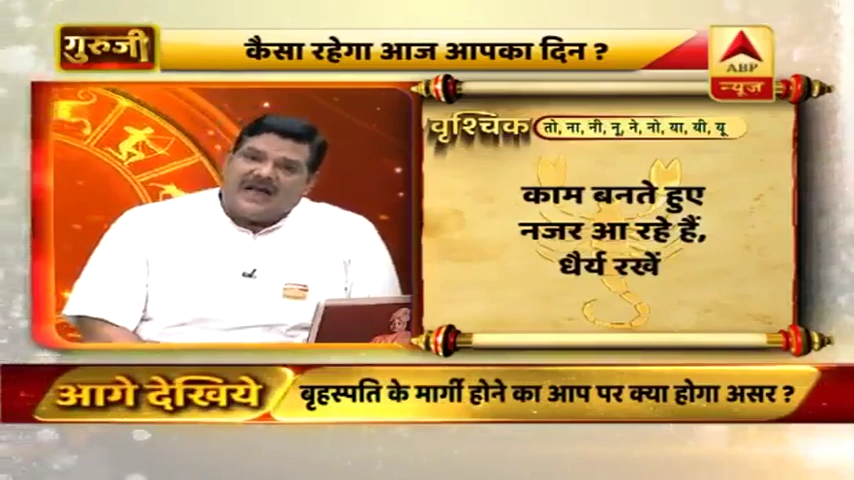 गुरुजी
कैसा रहेगा आज आपका दिन ?
ABP
न्यूज़
वृश्चिक
तो, ना, नी, नू, ने, नो, या, यी, यू
काम बनते हुए
नजर आ रहे हैं,
धैर्य रखें
आगे देखिये
बृहस्पति के मार्गी होने का आप पर क्या होगा असर ?